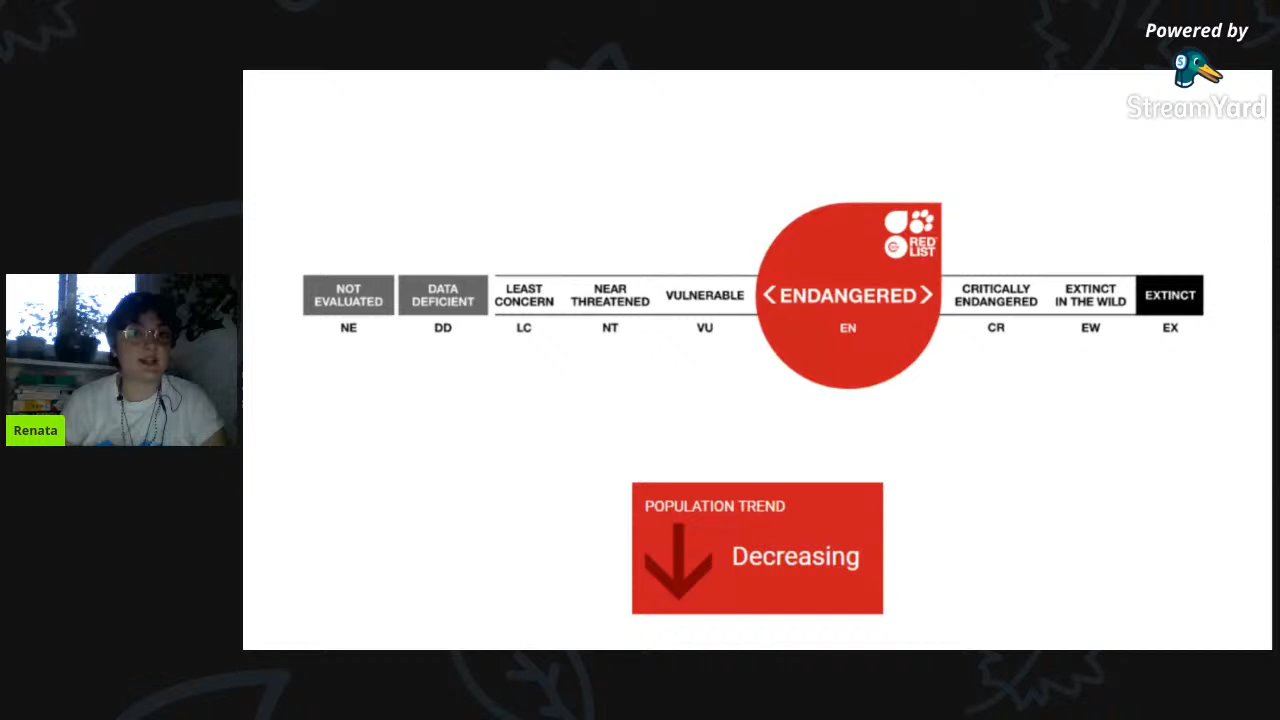 Powered by
StreamYard
RED
LIST
NOT
EVALUATED
DATA
DEFICIENT
LEAST
CONCERN
NEAR
THREATENED
VULNERABLE
ENDANGERED
CRITICALLY
ENDANGERED
EXTINCT
IN THE WILD
EXTINCT
NE
DD
LC
NT
VU
EN
CR
EW
EX
Renata
POPULATION TREND
Decreasing